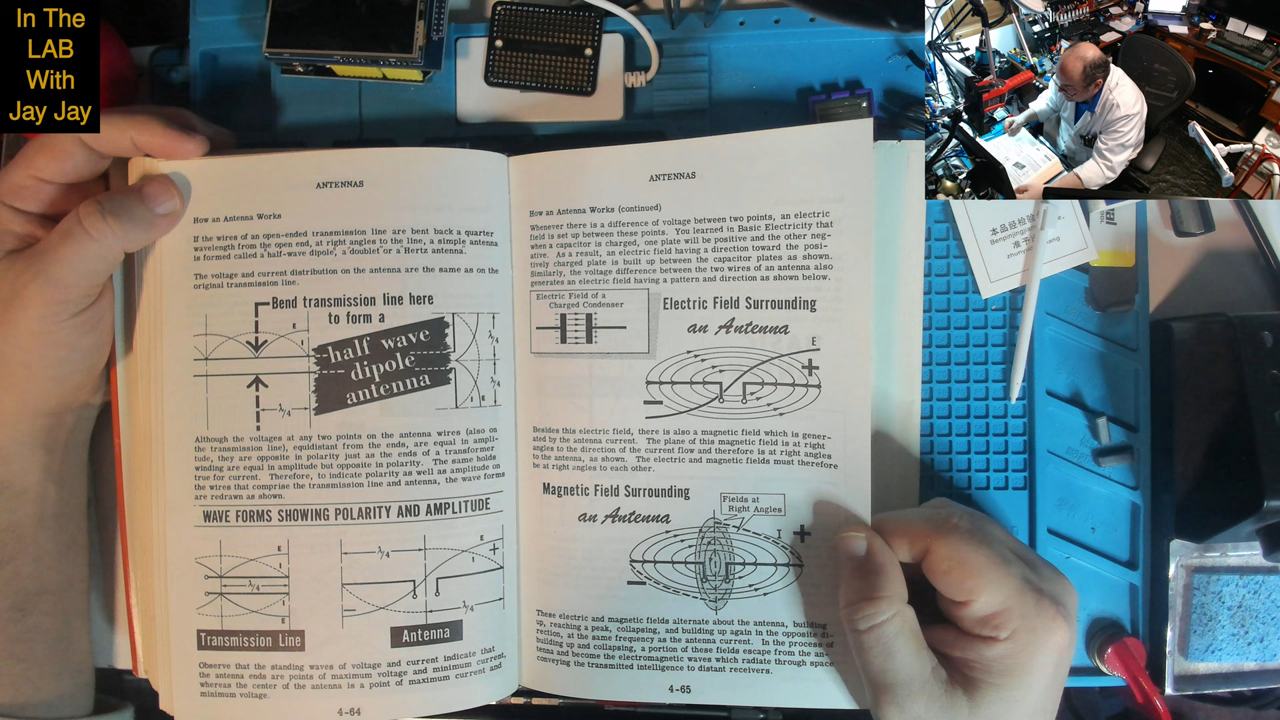 In The
LAB
With
Jay Jay
ANTENNAS
How an Antenna Works
If the wires of an open-ended transmission line are bent back a quarter
wavelength from the open end, at right angles to the line, a simple antenna
is formed called a "half-wave dipole", a "doublet" or a "Hertz antenna".
The voltage and current distribution on the antenna are the same as on the
original transmission line.
Bend transmission line here
to form a
half wave
dipole
antenna
E
I
λ/4
λ/4
λ/4
I
E
Although the voltages at any two points on the antenna wires (also on
the transmission line), equidistant from the ends, are equal in ampli-
tude, they are opposite in polarity just as the ends of a transformer
winding are equal in amplitude but opposite in polarity. The same holds
true for current. Therefore, to indicate polarity as well as amplitude on
the wires that comprise the transmission line and antenna, the wave forms
are redrawn as shown.
WAVE FORMS SHOWING POLARITY AND AMPLITUDE
E
I
λ/4
I
E
λ/4
E
+
I
λ/4
Transmission Line
Antenna
Observe that the standing waves of voltage and current indicate that
the antenna ends are points of maximum voltage and minimum current,
whereas the center of the antenna is a point of maximum current and
minimum voltage.
4-64
ANTENNAS
How an Antenna Works (continued)
Whenever there is a difference of voltage between two points, an electric
field is set up between these points. You learned in Basic Electricity that
when a capacitor is charged, one plate will be positive and the other neg-
ative. As a result, an electric field having a direction toward the posi-
tively charged plate is built up between the capacitor plates as shown.
Similarly, the voltage difference between the two wires of an antenna also
generates an electric field having a pattern and direction as shown below.
Electric Field of a
Charged Condenser
Electric Field Surrounding
an Antenna
E
+
Besides this electric field, there is also a magnetic field which is gener-
ated by the antenna current. The plane of this magnetic field is at right
angles to the direction of the current flow and therefore is at right angles
to the antenna, as shown. The electric and magnetic fields must therefore
be at right angles to each other.
Magnetic Field Surrounding
an Antenna
Fields at
Right Angles
I
+
These electric and magnetic fields alternate about the antenna, building
up, reaching a peak, collapsing, and building up again in the opposite di-
rection, at the same frequency as the antenna current. In the process of
building up and collapsing, a portion of these fields escape from the an-
tenna and become the electromagnetic waves which radiate through space
conveying the transmitted intelligence to distant receivers.
4-65
本品经检验
准予